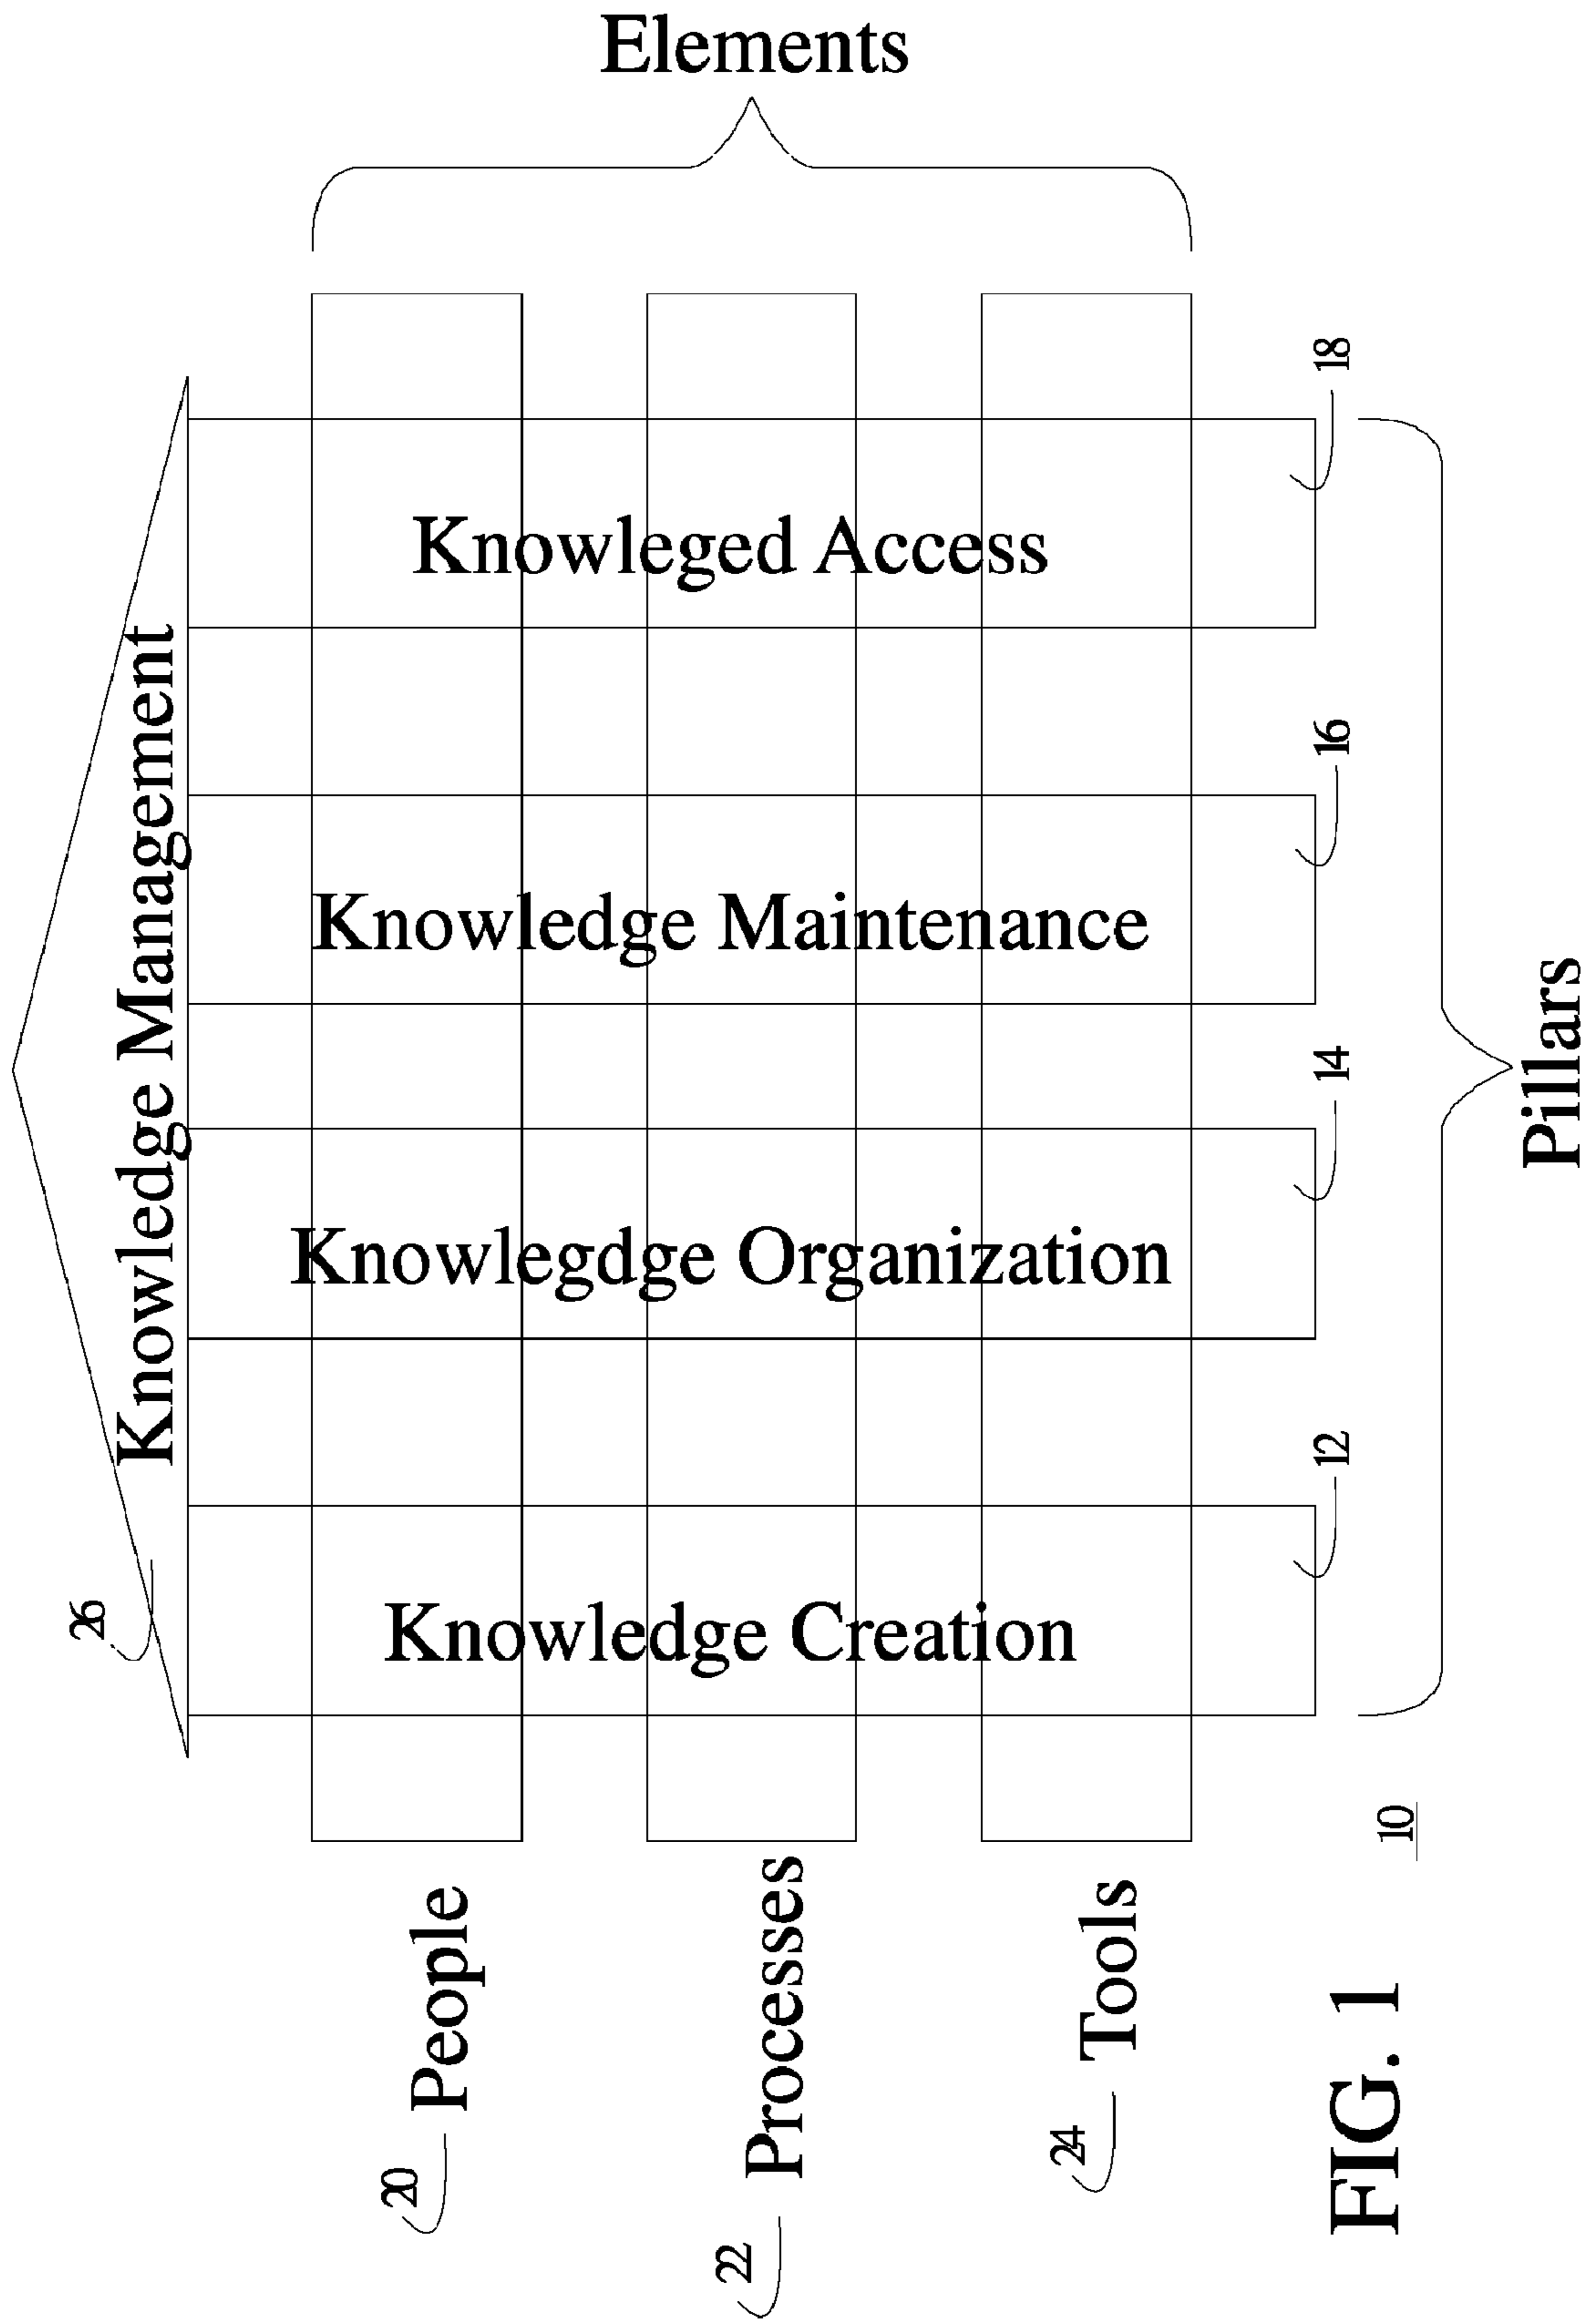 Elements
18
Knowleged Access
16
Knowledge Maintenance
Knowledge Management
14
Pillars
Knowlegdge Organization
12
26
Knowledge Creation
10
People
20
Processes
22
Tools
24
FIG. 1